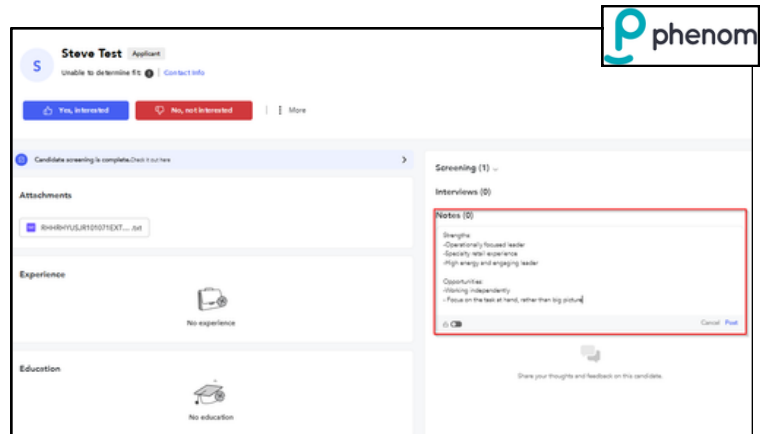 phenom
S
Steve Test Applicant
Unable to determine fit Contact Info
Yes, interested No, not interested More
Candidate screening is complete. Check it out here
Attachments
.txt
Experience
No experience
Education
No education
Screening (1)
Interviews (0)
Notes (0)
Strengths:
-Operationally focused leader
-Specialty retail experience
-High energy and engaging leader
Opportunities:
-Working independently
- Focus on the task at hand, rather than big picture
Cancel Post
Share your thoughts and feedback on this candidate.